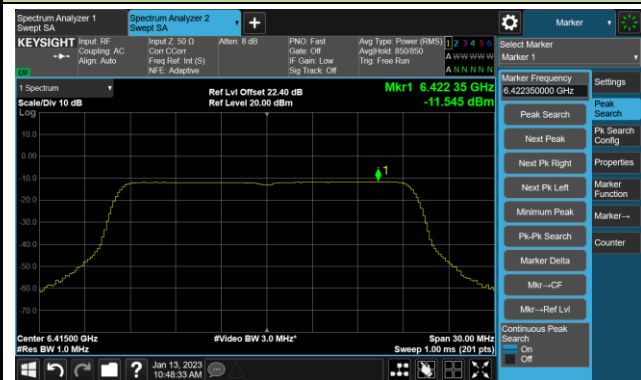 Spectrum Analyzer 1
Swept SA
Spectrum Analyzer 2
Swept SA
+
Marker
KEYSIGHT
Input: RF
Coupling: AC
Align: Auto
Input Z: 50 Ω
Corr CCorr
Freq Ref: Int (S)
NFE: Adaptive
Atten: 8 dB
PNO: Fast
Gate: Off
IF Gain: Low
Sig Track: Off
Avg Type: Power (RMS)
Avg|Hold: 850/850
Trig: Free Run
1 2 3 4 5 6
A W W W W W
A N N N N N
LW
Select Marker
Marker 1
1 Spectrum
Scale/Div 10 dB
Log
Ref Lvl Offset 22.40 dB
Ref Level 20.00 dBm
Mkr1 6.422 35 GHz
-11.545 dBm
10.0
0.00
-10.0
-20.0
-30.0
-40.0
-50.0
-60.0
-70.0
1
Center 6.41500 GHz
#Res BW 1.0 MHz
#Video BW 3.0 MHz*
Span 30.00 MHz
Sweep 1.00 ms (201 pts)
Marker Frequency
6.422350000 GHz
Peak Search
Next Peak
Next Pk Right
Next Pk Left
Minimum Peak
Pk-Pk Search
Marker Delta
Mkr→CF
Mkr→Ref Lvl
Continuous Peak
Search
On
Off
Settings
Peak
Search
Pk Search
Config
Properties
Marker
Function
Marker→
Counter
?
Jan 13, 2023
10:48:33 AM